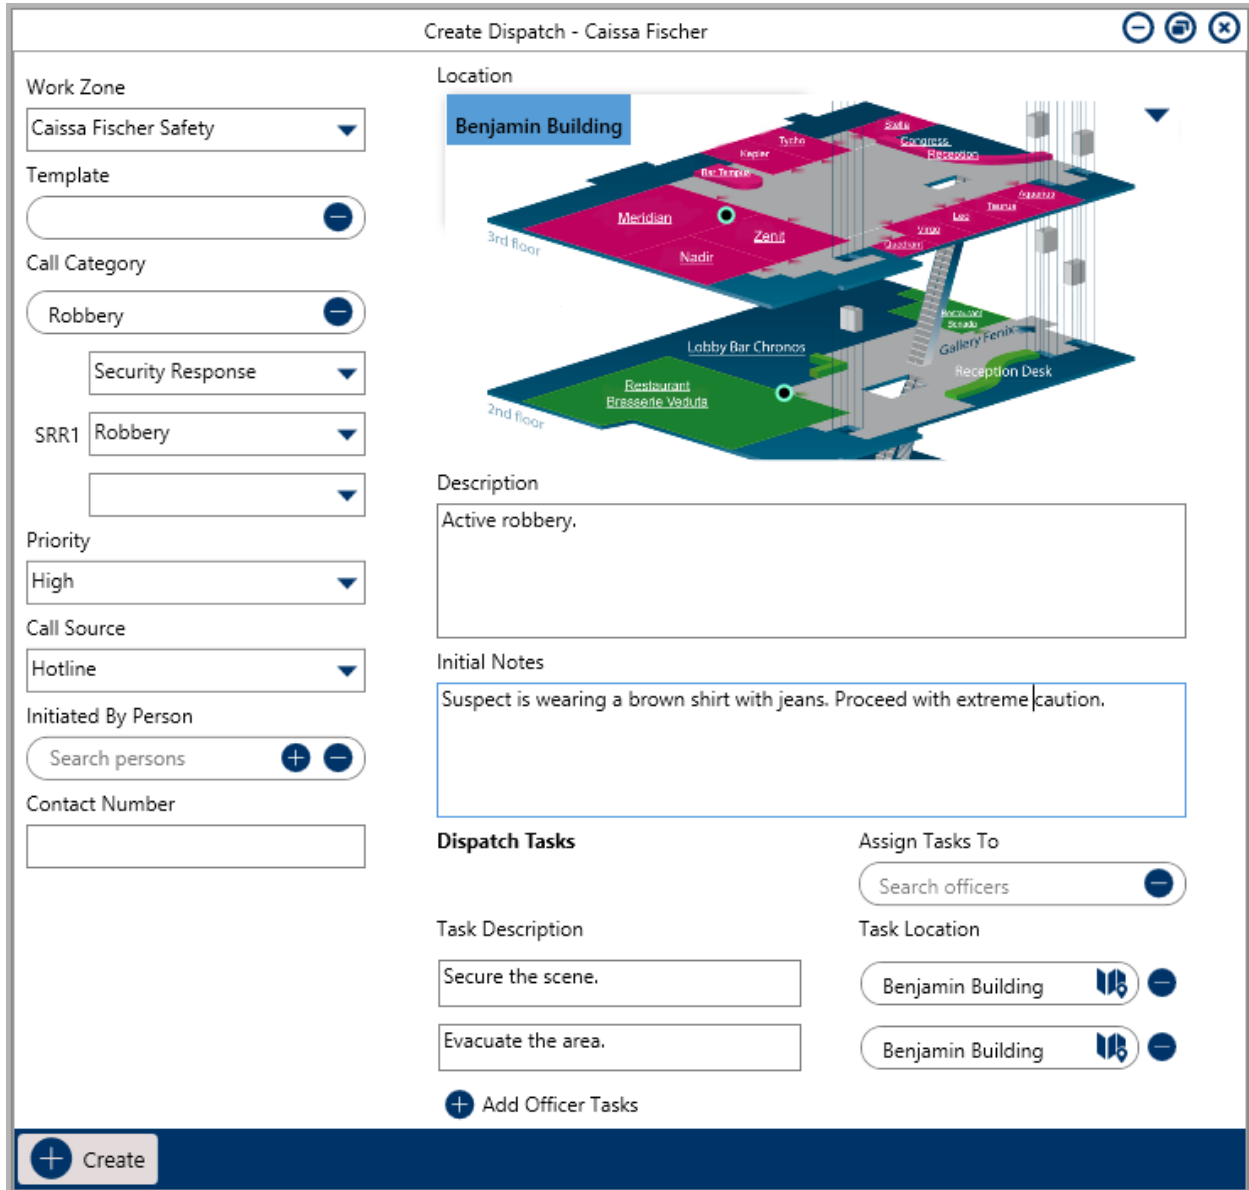 Create Dispatch - Caissa Fischer
Work Zone
Caissa Fischer Safety
Template
Call Category
Robbery
Security Response
SRR1 Robbery
Priority
High
Call Source
Hotline
Initiated By Person
Search persons
Contact Number
Location
Benjamin Building
Stella
Tycho
Congress
Kepler
Reception
Bar Tempus
Aquarius
Taurus
Meridian
Leo
Virgo
Zenit
Quadrant
3rd floor
Nadir
Restaurant
Lobby Bar Chronos
Gallery Fenix
Reception Desk
Restaurant
Brasserie Veduta
2nd floor
Description
Active robbery.
Initial Notes
Suspect is wearing a brown shirt with jeans. Proceed with extreme caution.
Dispatch Tasks
Assign Tasks To
Search officers
Task Description
Task Location
Secure the scene.
Benjamin Building
Evacuate the area.
Benjamin Building
Add Officer Tasks
Create